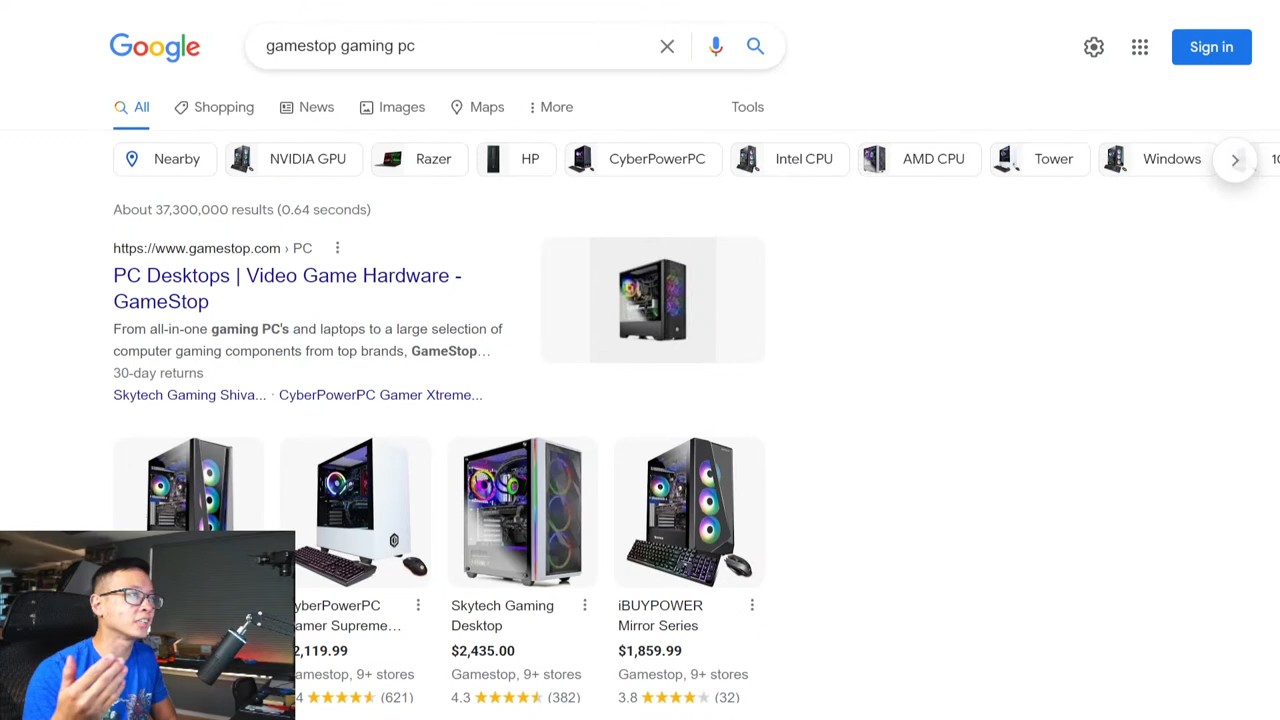 Google
gamestop gaming pc
Sign in
All
Shopping
News
Images
Maps
More
Tools
Nearby
NVIDIA GPU
Razer
HP
CyberPowerPC
Intel CPU
AMD CPU
Tower
Windows
About 37,300,000 results (0.64 seconds)
https://www.gamestop.com › PC
PC Desktops | Video Game Hardware -
GameStop
From all-in-one gaming PC's and laptops to a large selection of
computer gaming components from top brands, GameStop...
30-day returns
Skytech Gaming Shiva... · CyberPowerPC Gamer Xtreme...
yberPowerPC
amer Supreme...
2,119.99
amestop, 9+ stores
4 (621)
Skytech Gaming
Desktop
$2,435.00
Gamestop, 9+ stores
4.3 (382)
iBUYPOWER
Mirror Series
$1,859.99
Gamestop, 9+ stores
3.8 (32)